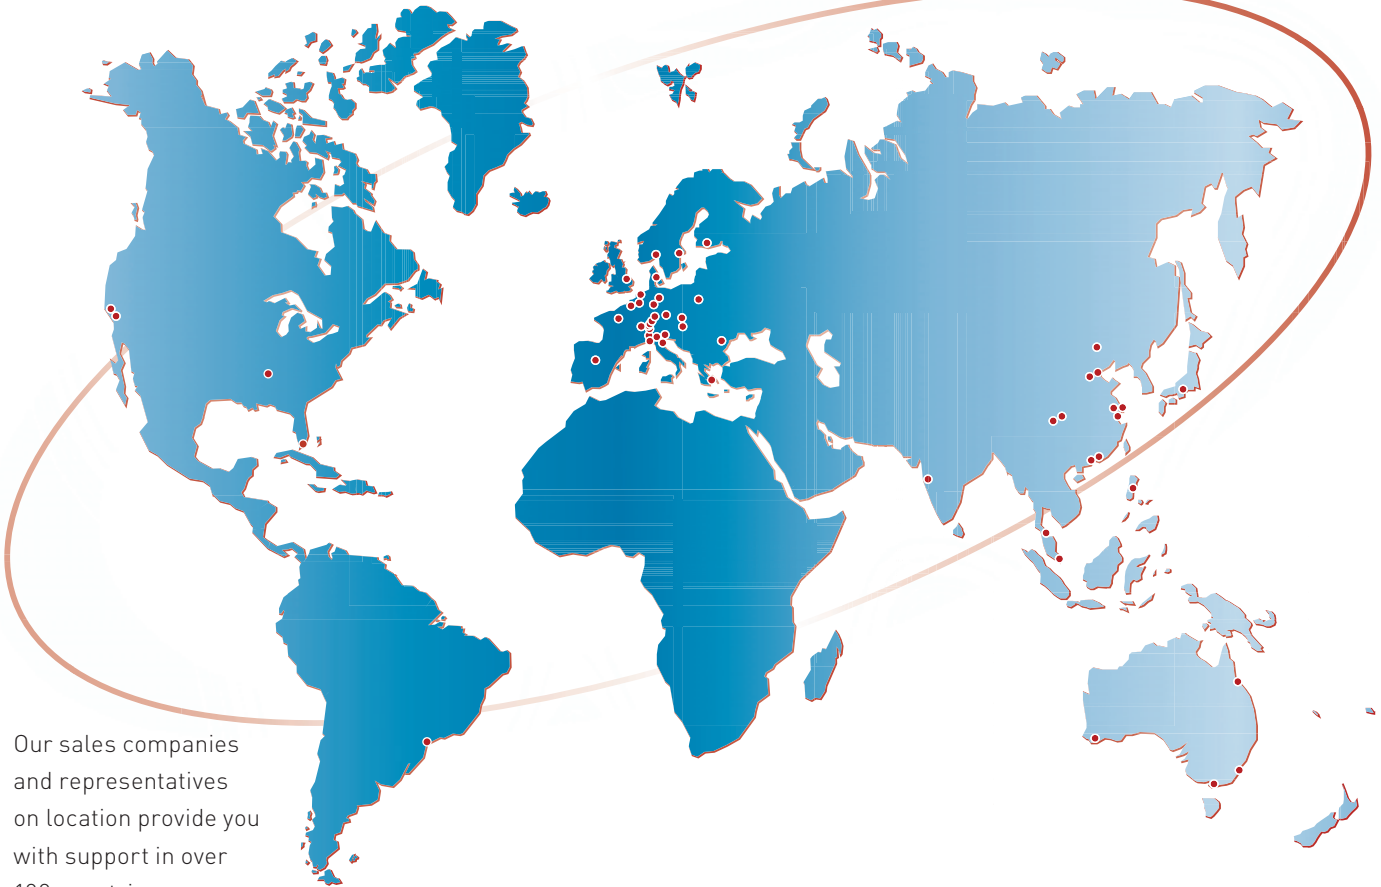 Our sales companies
and representatives
on location provide you
with support in over